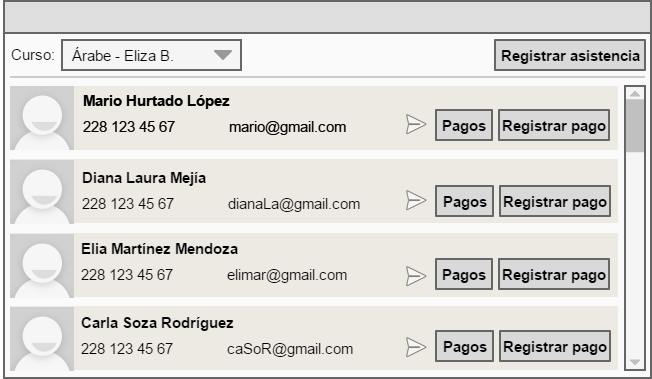 Curso: Árabe - Eliza B. Registrar asistencia
Mario Hurtado López
228 123 45 67 mario@gmail.com Pagos Registrar pago
Diana Laura Mejía
228 123 45 67 dianaLa@gmail.com Pagos Registrar pago
Elia Martínez Mendoza
228 123 45 67 elimar@gmail.com Pagos Registrar pago
Carla Soza Rodríguez
228 123 45 67 caSoR@gmail.com Pagos Registrar pago